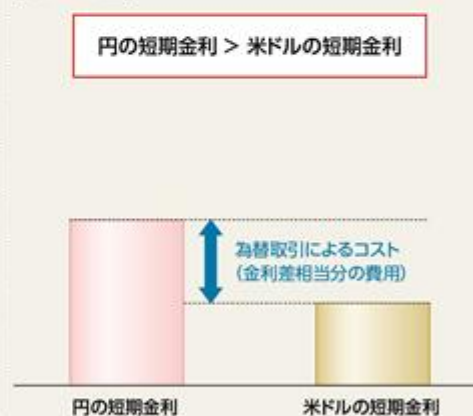 円の短期金利 > 米ドルの短期金利
為替取引によるコスト
(金利差相当分の費用)
円の短期金利
米ドルの短期金利